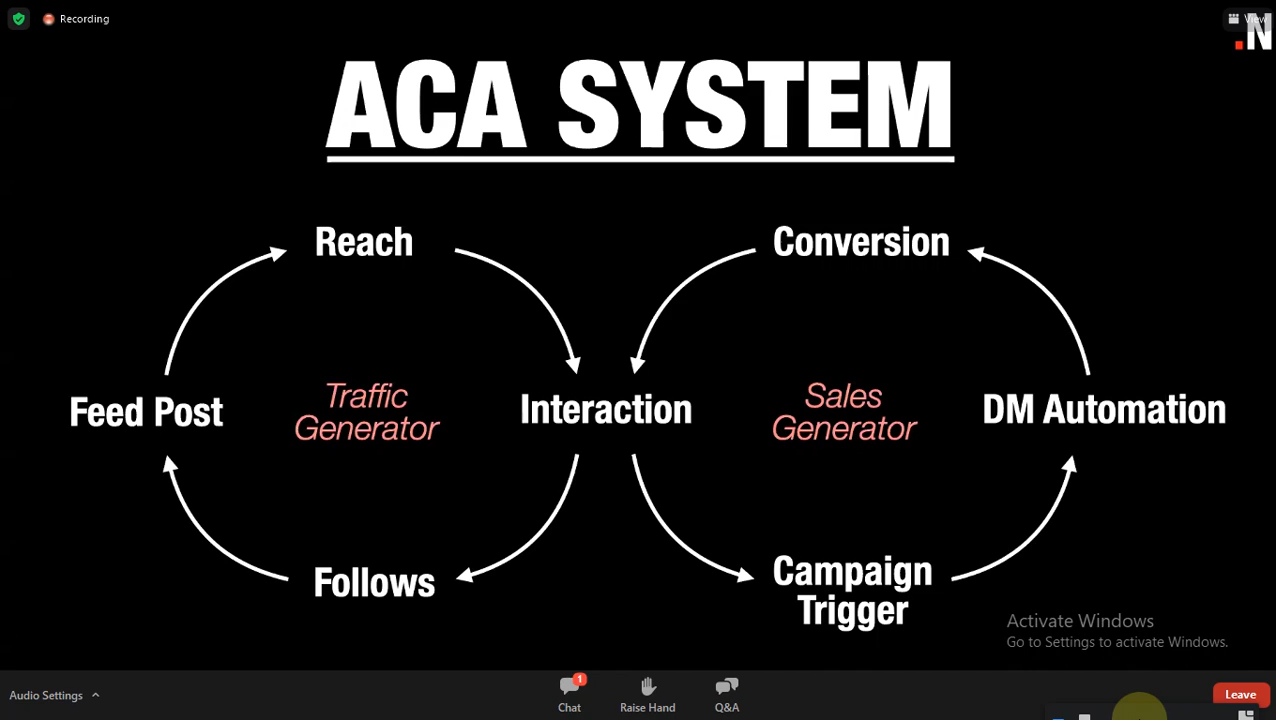 Recording
View
.N
ACA SYSTEM
Reach
Conversion
Traffic
Generator
Sales
Generator
Feed Post
Interaction
DM Automation
Follows
Campaign
Trigger
Activate Windows
Go to Settings to activate Windows.
Audio Settings
1
Chat
Raise Hand
Q&A
Leave